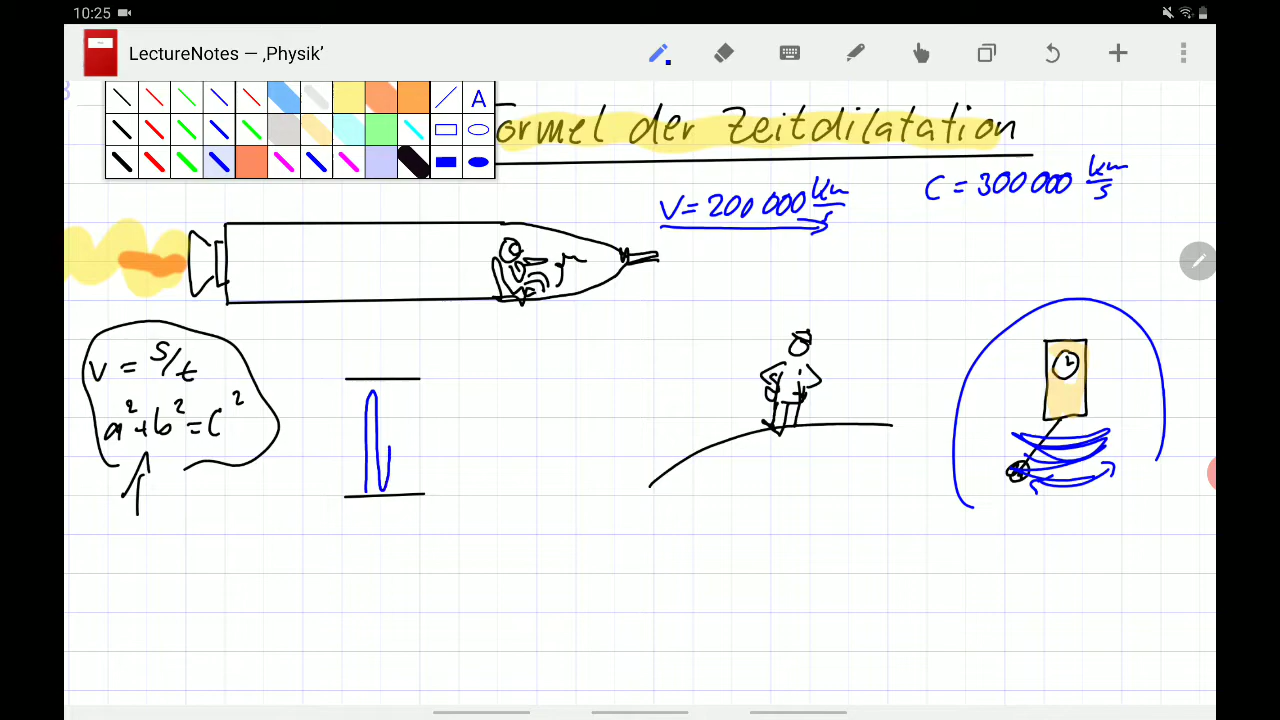 10:25
LectureNotes — ‚Physik’
A
ormel der Zeitdilatation
V = 200 000 km/s
C = 300 000 km/s
v = s/t
a² + b² = c²